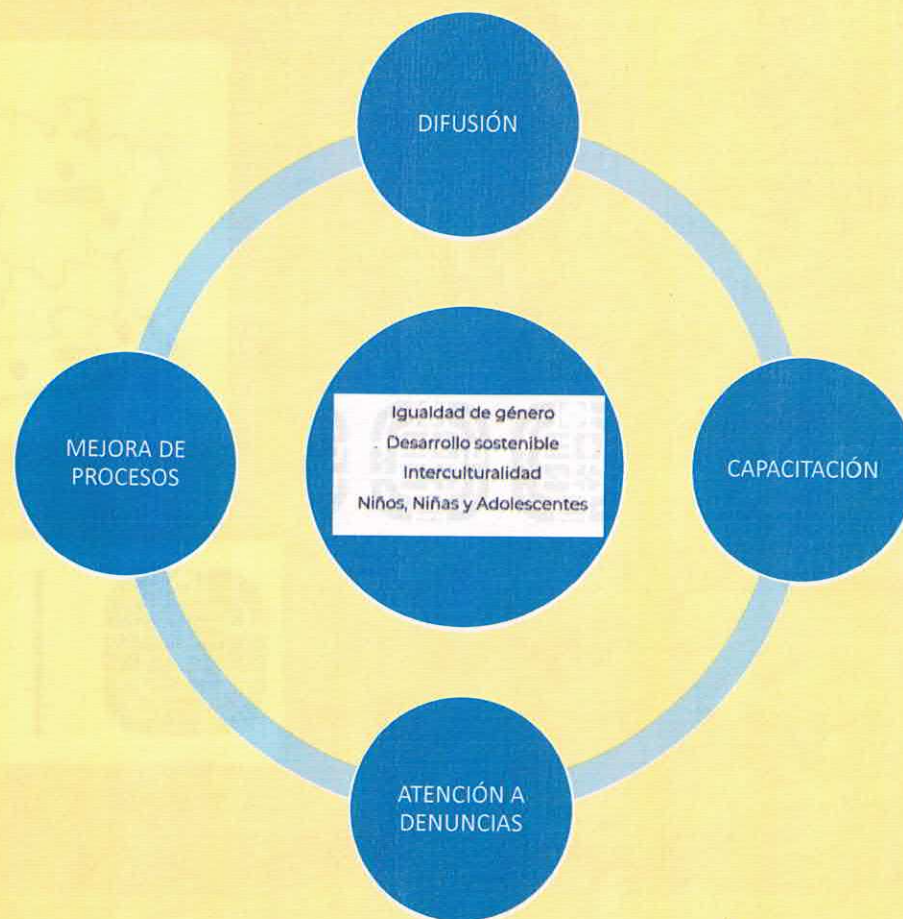 DIFUSIÓN
Igualdad de género
. Desarrollo sostenible
Interculturalidad
Niños, Niñas y Adolescentes
MEJORA DE
PROCESOS
CAPACITACIÓN
ATENCIÓN A
DENUNCIAS